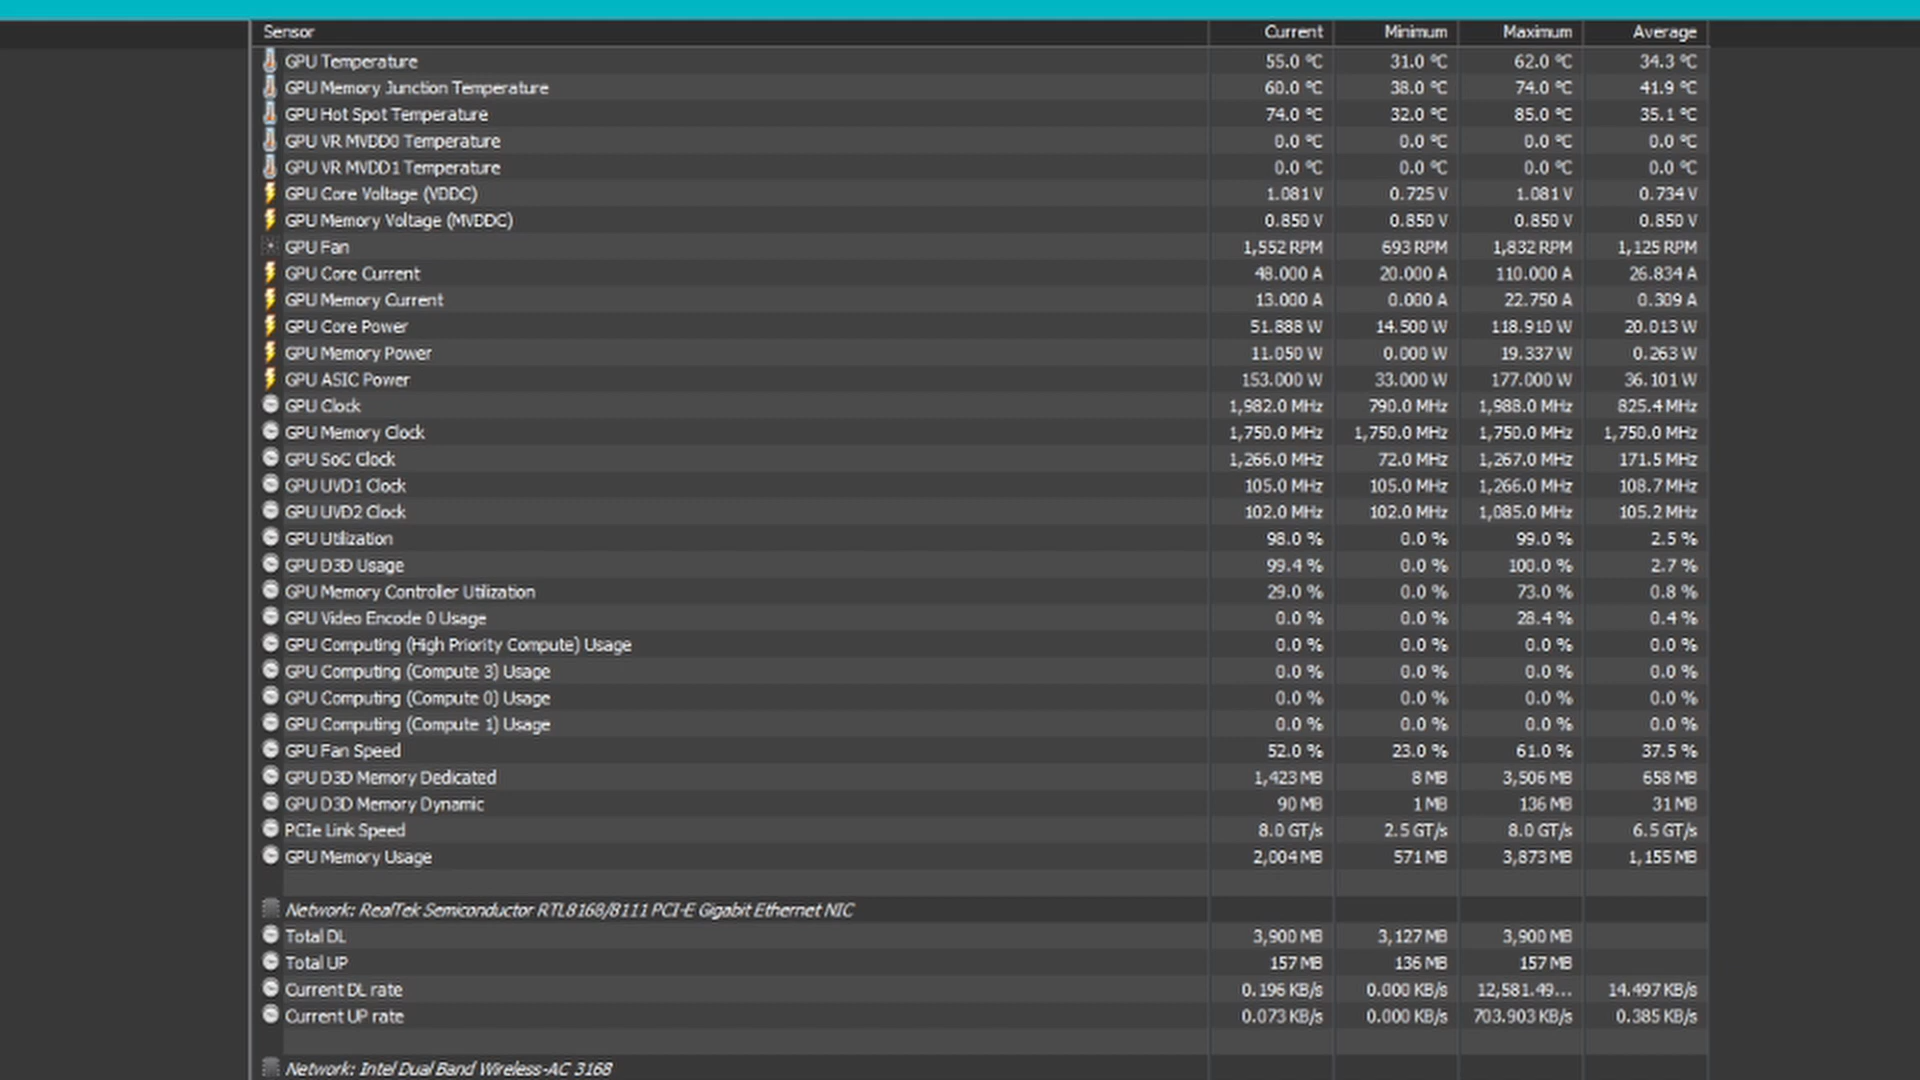 Sensor Current Minimum Maximum Average
GPU Temperature 55.0 °C 31.0 °C 62.0 °C 34.3 °C
GPU Memory Junction Temperature 60.0 °C 38.0 °C 74.0 °C 41.9 °C
GPU Hot Spot Temperature 74.0 °C 32.0 °C 85.0 °C 35.1 °C
GPU VR MVDD0 Temperature 0.0 °C 0.0 °C 0.0 °C 0.0 °C
GPU VR MVDD1 Temperature 0.0 °C 0.0 °C 0.0 °C 0.0 °C
GPU Core Voltage (VDDC) 1.081 V 0.725 V 1.081 V 0.734 V
GPU Memory Voltage (MVDDC) 0.850 V 0.850 V 0.850 V 0.850 V
GPU Fan 1,552 RPM 693 RPM 1,832 RPM 1,125 RPM
GPU Core Current 48.000 A 20.000 A 110.000 A 26.834 A
GPU Memory Current 13.000 A 0.000 A 22.750 A 0.309 A
GPU Core Power 51.888 W 14.500 W 118.910 W 20.013 W
GPU Memory Power 11.050 W 0.000 W 19.337 W 0.263 W
GPU ASIC Power 153.000 W 33.000 W 177.000 W 36.101 W
GPU Clock 1,982.0 MHz 790.0 MHz 1,988.0 MHz 825.4 MHz
GPU Memory Clock 1,750.0 MHz 1,750.0 MHz 1,750.0 MHz 1,750.0 MHz
GPU SoC Clock 1,266.0 MHz 72.0 MHz 1,267.0 MHz 171.5 MHz
GPU UVD1 Clock 105.0 MHz 105.0 MHz 1,266.0 MHz 108.7 MHz
GPU UVD2 Clock 102.0 MHz 102.0 MHz 1,085.0 MHz 105.2 MHz
GPU Utilization 98.0 % 0.0 % 99.0 % 2.5 %
GPU D3D Usage 99.4 % 0.0 % 100.0 % 2.7 %
GPU Memory Controller Utilization 29.0 % 0.0 % 73.0 % 0.8 %
GPU Video Encode 0 Usage 0.0 % 0.0 % 28.4 % 0.4 %
GPU Computing (High Priority Compute) Usage 0.0 % 0.0 % 0.0 % 0.0 %
GPU Computing (Compute 3) Usage 0.0 % 0.0 % 0.0 % 0.0 %
GPU Computing (Compute 0) Usage 0.0 % 0.0 % 0.0 % 0.0 %
GPU Computing (Compute 1) Usage 0.0 % 0.0 % 0.0 % 0.0 %
GPU Fan Speed 52.0 % 23.0 % 61.0 % 37.5 %
GPU D3D Memory Dedicated 1,423 MB 8 MB 3,506 MB 658 MB
GPU D3D Memory Dynamic 90 MB 1 MB 136 MB 31 MB
PCIe Link Speed 8.0 GT/s 2.5 GT/s 8.0 GT/s 6.5 GT/s
GPU Memory Usage 2,004 MB 571 MB 3,873 MB 1,155 MB
Network: RealTek Semiconductor RTL8168/8111 PCI-E Gigabit Ethernet NIC
Total DL 3,900 MB 3,127 MB 3,900 MB
Total UP 157 MB 136 MB 157 MB
Current DL rate 0.196 KB/s 0.000 KB/s 12,581.49... 14.497 KB/s
Current UP rate 0.073 KB/s 0.000 KB/s 703.903 KB/s 0.385 KB/s
Network: Intel Dual Band Wireless-AC 3168